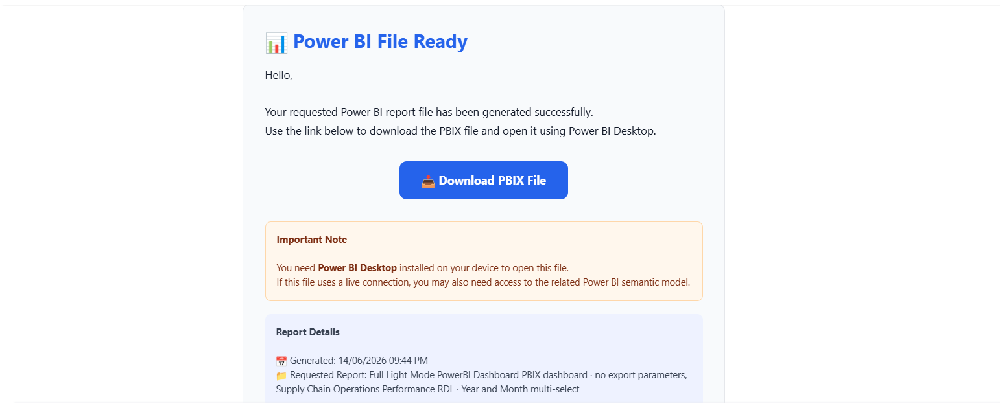 📊 Power BI File Ready
Hello,
Your requested Power BI report file has been generated successfully.
Use the link below to download the PBIX file and open it using Power BI Desktop.
📤 Download PBIX File
Important Note
You need Power BI Desktop installed on your device to open this file.
If this file uses a live connection, you may also need access to the related Power BI semantic model.
Report Details
📅 Generated: 14/06/2026 09:44 PM
📁 Requested Report: Full Light Mode PowerBI Dashboard PBIX dashboard · no export parameters,
Supply Chain Operations Performance RDL · Year and Month multi-select